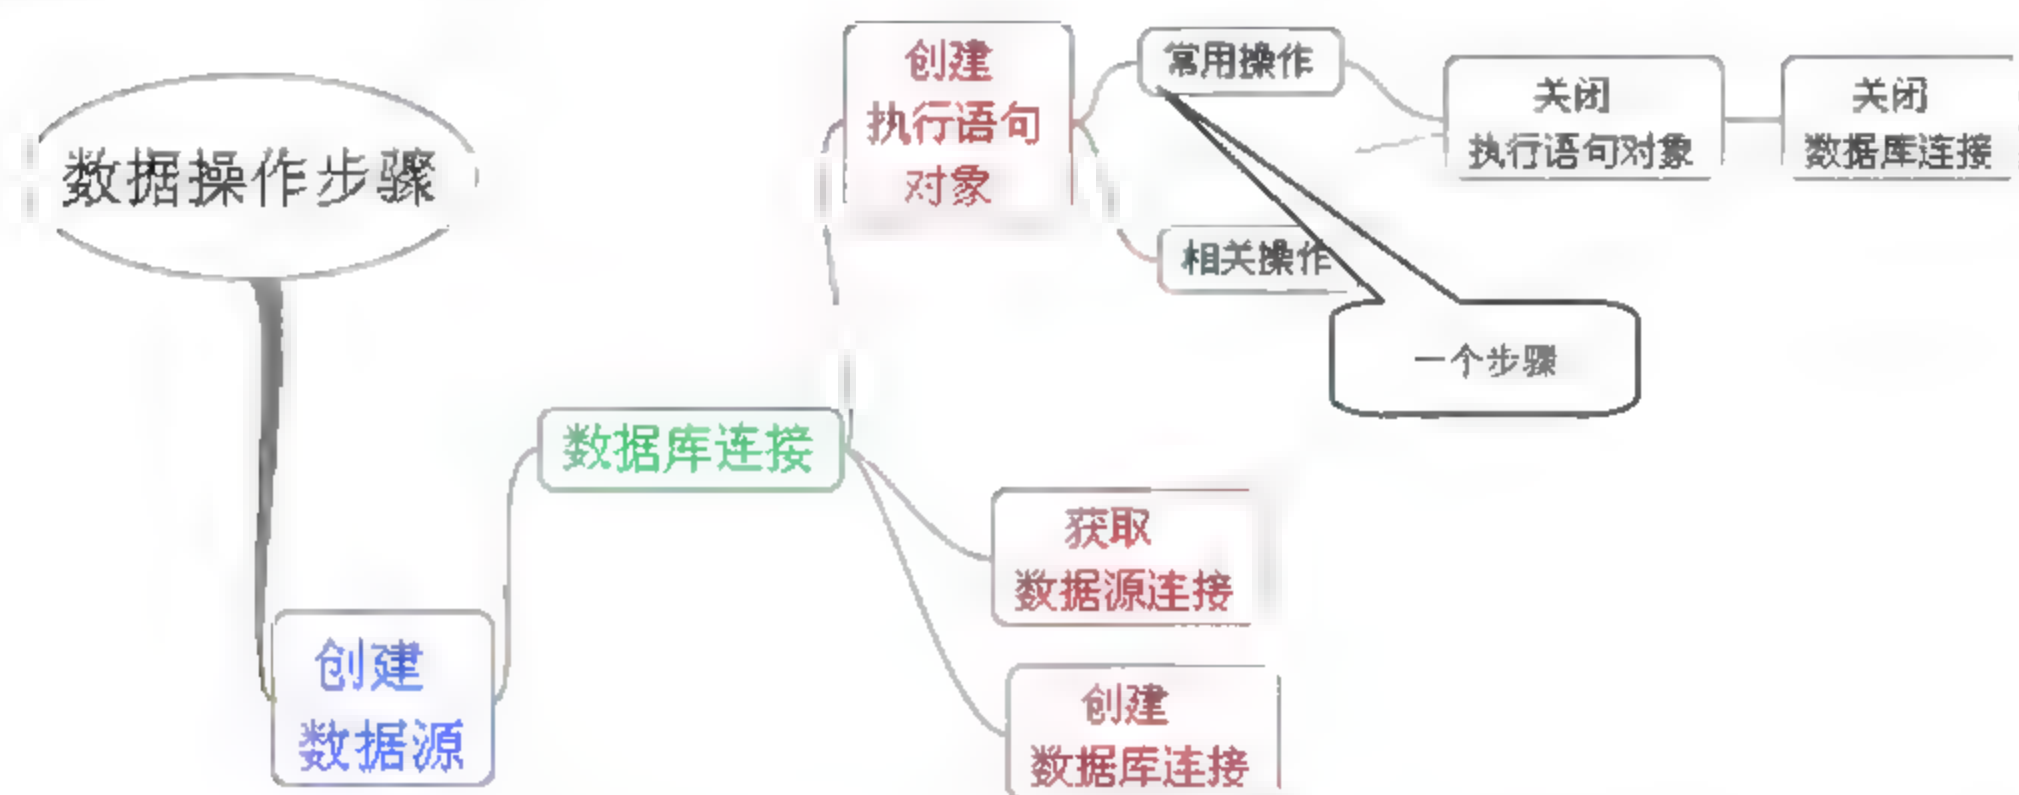 数据操作步骤
创建
执行语句
对象
常用操作
关闭
执行语句对象
关闭
数据库连接
相关操作
一个步骤
数据库连接
获取
数据源连接
创建
数据源
创建
数据库连接